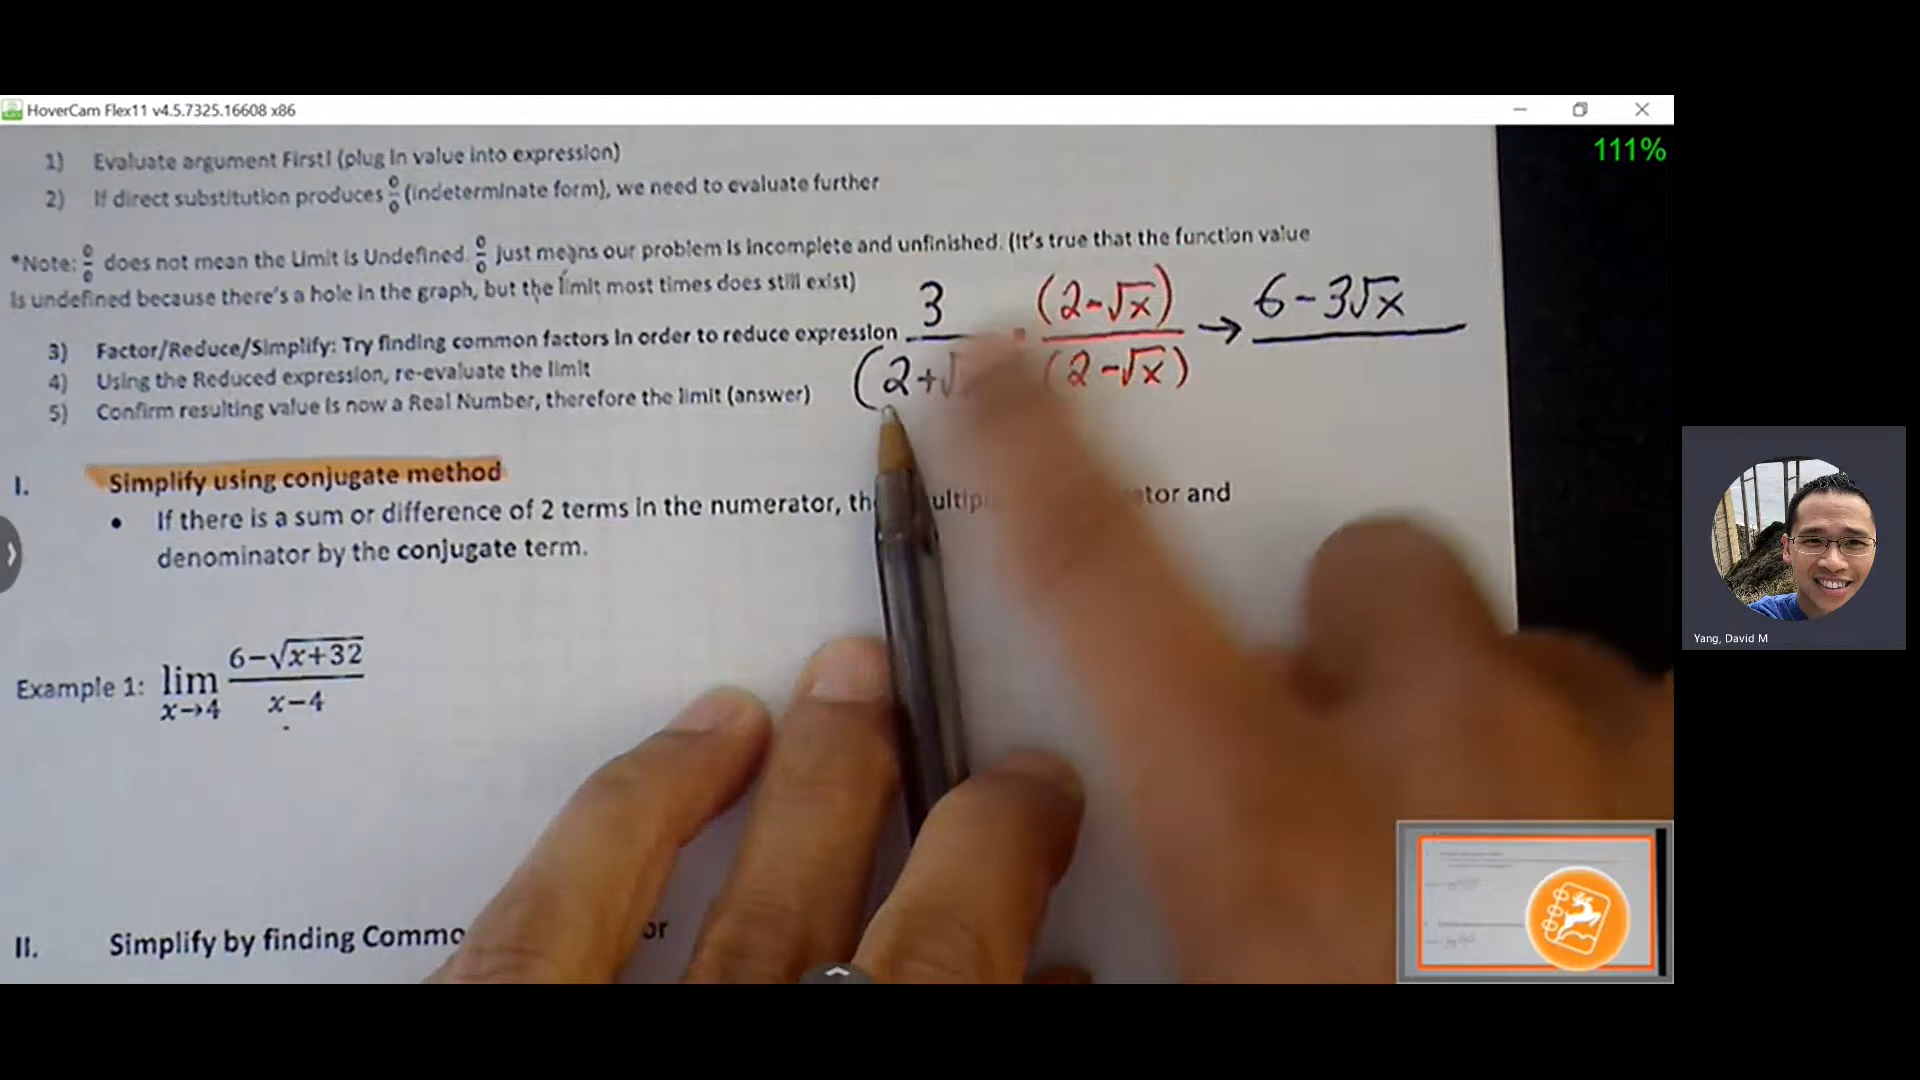 HoverCam Flex11 v4.5.7325.16608 x86
111%
1) Evaluate argument First! (plug in value into expression)
2) If direct substitution produces 0/0 (indeterminate form), we need to evaluate further
*Note: 0/0 does not mean the Limit is Undefined. 0/0 just means our problem is incomplete and unfinished. (It's true that the function value
is undefined because there's a hole in the graph, but the limit most times does still exist)
3) Factor/Reduce/Simplify: Try finding common factors in order to reduce expression
4) Using the Reduced expression, re-evaluate the limit
5) Confirm resulting value is now a Real Number, therefore the limit (answer)
3 (2-√x) → 6-3√x
(2+√ (2-√x)
I. Simplify using conjugate method
• If there is a sum or difference of 2 terms in the numerator, and
denominator by the conjugate term.
Example 1: lim x→4 6-√x+32
x-4
II. Simplify by finding
Yang, David M